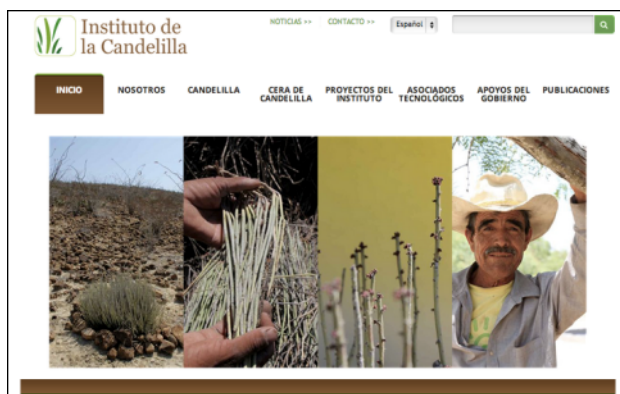 Instituto de
la Candelilla
NOTICIAS >>
CONTACTO >>
Español
INICIO
NOSOTROS
CANDELILLA
CERA DE
CANDELILLA
PROYECTOS DEL
INSTITUTO
ASOCIADOS
TECNOLÓGICOS
APOYOS DEL
GOBIERNO
PUBLICACIONES